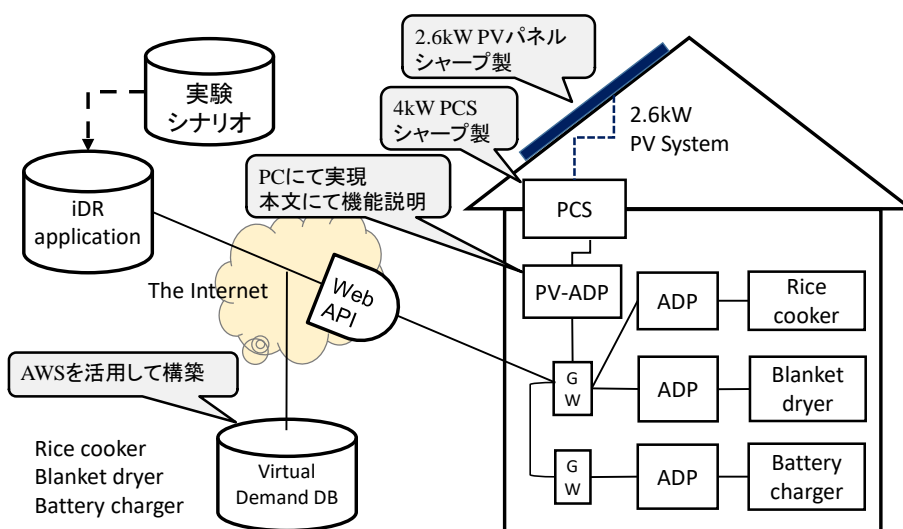 2.6kW PVパネル
シャープ製
実験
シナリオ
4kW PCS
シャープ製
2.6kW
PV System
PCにて実現
本文にて機能説明
PCS
iDR
application
The Internet
Web
API
PV-ADP
ADP
Rice
cooker
AWSを活用して構築
G
W
ADP
Blanket
dryer
Rice cooker
Blanket dryer
Battery charger
Virtual
Demand DB
G
W
ADP
Battery
charger